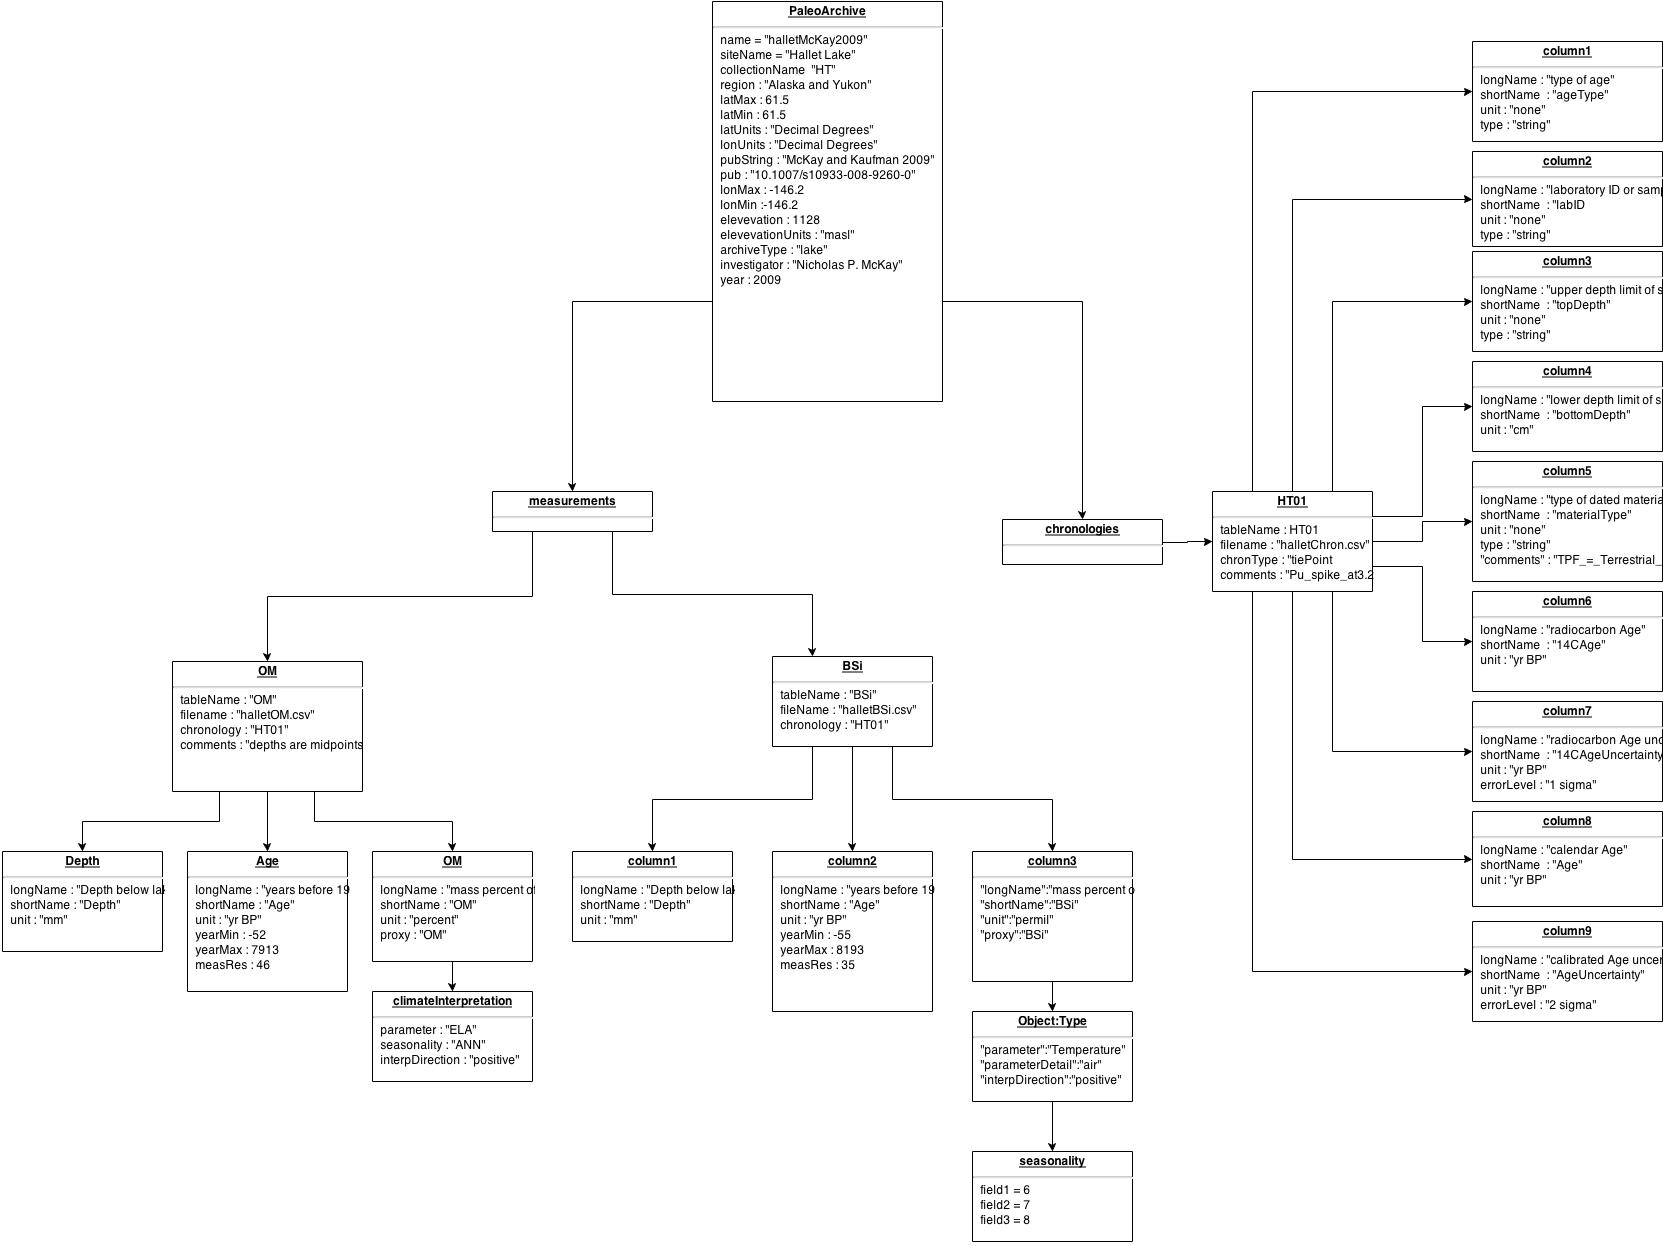 PaleoArchive
name = "halletMcKay2009"
siteName = "Hallet Lake"
collectionName  "HT"
region : "Alaska and Yukon"
latMax : 61.5
latMin : 61.5
latUnits : "Decimal Degrees"
lonUnits : "Decimal Degrees"
pubString : "McKay and Kaufman 2009"
pub : "10.1007/s10933-008-9260-0"
lonMax : -146.2
lonMin :-146.2
elevevation : 1128
elevevationUnits : "masl"
archiveType : "lake"
investigator : "Nicholas P. McKay"
year : 2009
measurements
chronologies
HT01
tableName : HT01
filename : "halletChron.csv"
chronType : "tiePoint
comments : "Pu_spike_at3.2
column1
longName : "type of age"
shortName  : "ageType"
unit : "none"
type : "string"
column2
longName : "laboratory ID or sam
shortName  : "labID
unit : "none"
type : "string"
column3
longName : "upper depth limit of s
shortName  : "topDepth"
unit : "none"
type : "string"
column4
longName : "lower depth limit of s
shortName  : "bottomDepth"
unit : "cm"
column5
longName : "type of dated materia
shortName  : "materialType"
unit : "none"
type : "string"
"comments" : "TPF_=_Terrestrial_
column6
longName : "radiocarbon Age"
shortName  : "14CAge"
unit : "yr BP"
column7
longName : "radiocarbon Age unc
shortName  : "14CAgeUncertainty
unit : "yr BP"
errorLevel : "1 sigma"
column8
longName : "calendar Age"
shortName  : "Age"
unit : "yr BP"
column9
longName : "calibrated Age uncer
shortName  : "AgeUncertainty"
unit : "yr BP"
errorLevel : "2 sigma"
OM
tableName : "OM"
filename : "halletOM.csv"
chronology : "HT01"
comments : "depths are midpoints
BSi
tableName : "BSi"
fileName : "halletBSi.csv"
chronology : "HT01"
Depth
longName : "Depth below la
shortName : "Depth"
unit : "mm"
Age
longName : "years before 19
shortName : "Age"
unit : "yr BP"
yearMin : -52
yearMax : 7913
measRes : 46
OM
longName : "mass percent o
shortName : "OM"
unit : "percent"
proxy : "OM"
climateInterpretation
parameter : "ELA"
seasonality : "ANN"
interpDirection : "positive"
column1
longName : "Depth below la
shortName : "Depth"
unit : "mm"
column2
longName : "years before 19
shortName : "Age"
unit : "yr BP"
yearMin : -55
yearMax : 8193
measRes : 35
column3
"longName":"mass percent o
"shortName":"BSi"
"unit":"permil"
"proxy":"BSi"
Object:Type
"parameter":"Temperature"
"parameterDetail":"air"
"interpDirection":"positive"
seasonality
field1 = 6
field2 = 7
field3 = 8